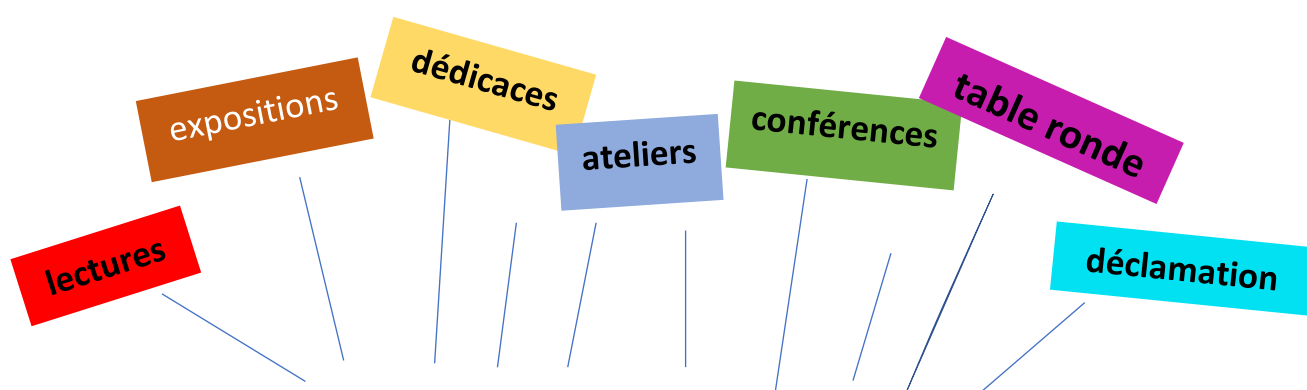 lectures
expositions
dédicaces
ateliers
conférences
table ronde
déclamation